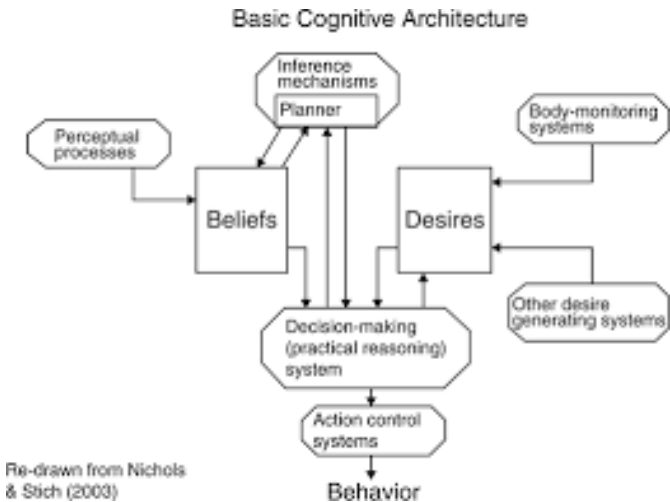 Basic Cognitive Architecture
Inference
mechanisms
Planner
Perceptual
processes
Body-monitoring
systems
Beliefs
Desires
Other desire
generating systems
Decision-making
(practical reasoning)
system
Action control
systems
Behavior
Re-drawn from Nichols
& Stich (2003)